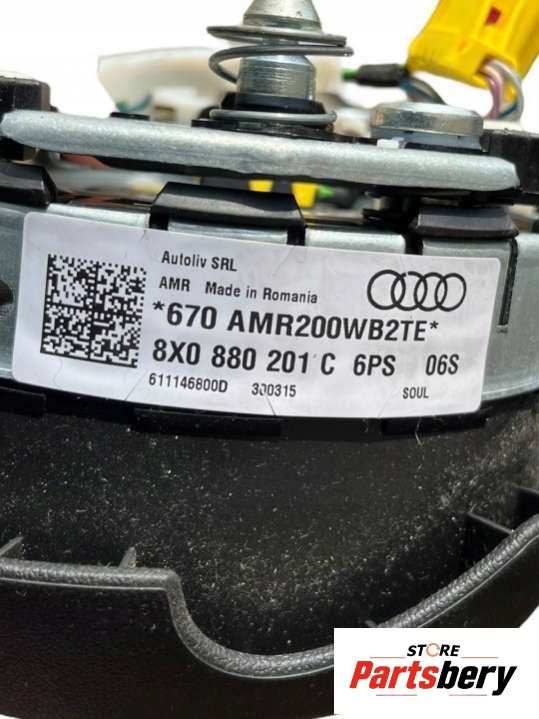 Autoliv SRL
AMR Made in Romania
*670 AMR200WB2TE*
8X0 880 201 C 6PS 06S
611146800D 300315 SOUL
STORE
Partsbery